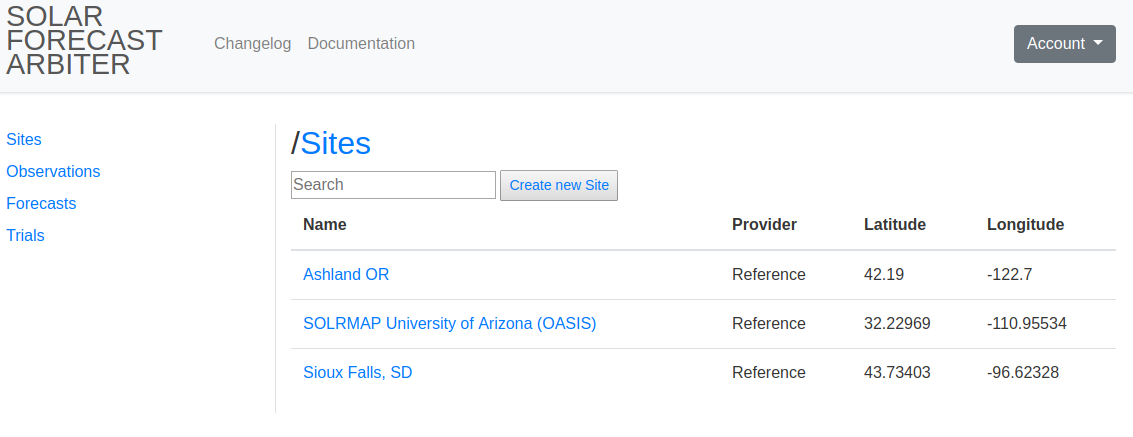 SOLAR
FORECAST
ARBITER
Changelog Documentation
Account
Sites
Observations
Forecasts
Trials
/Sites
Search Create new Site
Name Provider Latitude Longitude
Ashland OR Reference 42.19 -122.7
SOLRMAP University of Arizona (OASIS) Reference 32.22969 -110.95534
Sioux Falls, SD Reference 43.73403 -96.62328